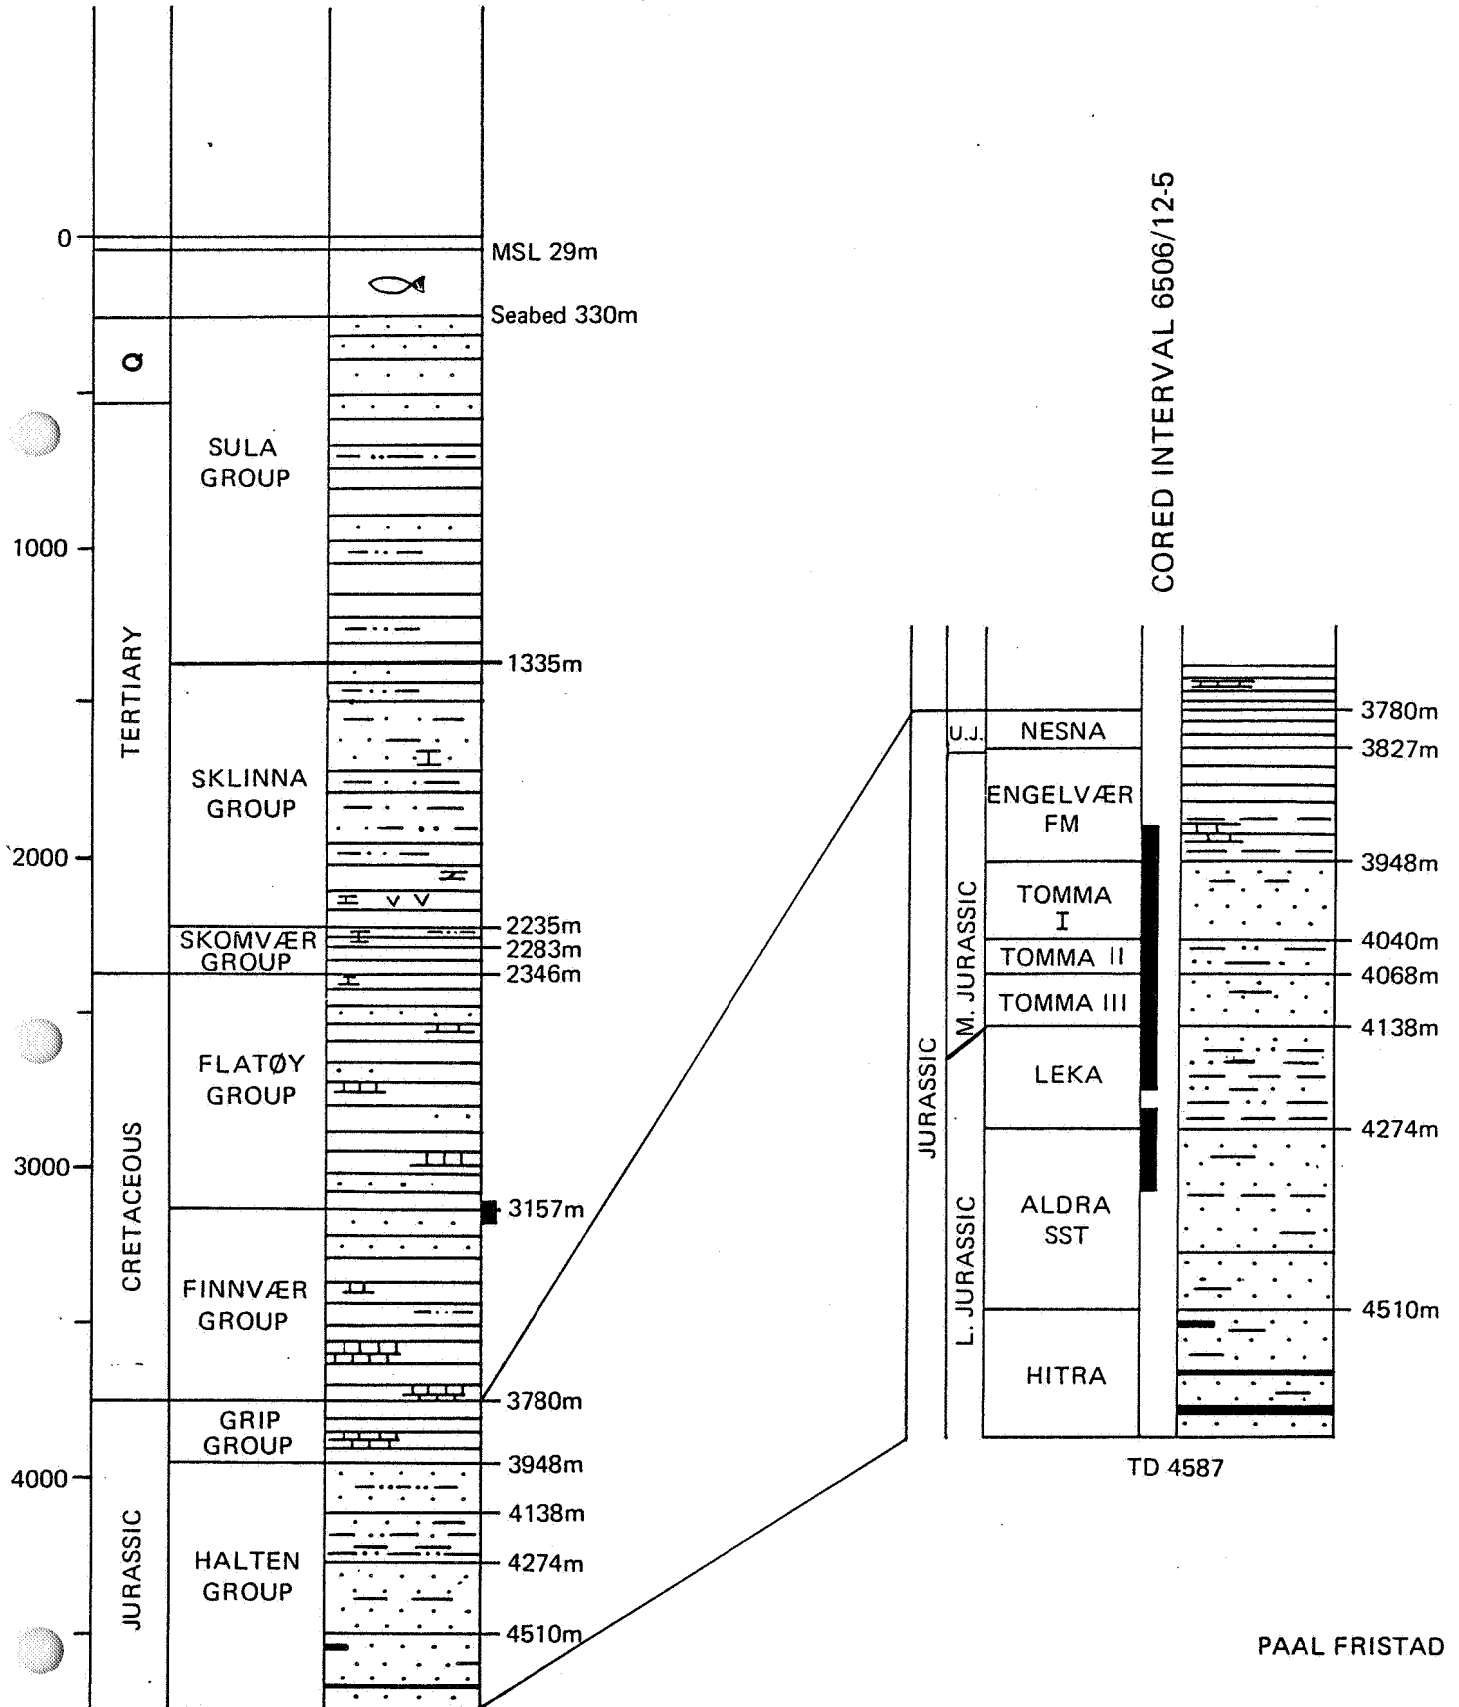 0
MSL 29m
Seabed 330m
Q
SULA
GROUP
1000
TERTIARY
1335m
SKLINNA
GROUP
2000
2235m
SKOMVÆR
GROUP
2283m
2346m
FLATØY
GROUP
CRETACEOUS
3000
3157m
FINNVÆR
GROUP
3780m
GRIP
GROUP
3948m
4000
4138m
JURASSIC
HALTEN
GROUP
4274m
4510m
CORED INTERVAL 6506/12-5
3780m
U.J.
NESNA
3827m
ENGELVÆR
FM
3948m
M. JURASSIC
TOMMA
I
4040m
TOMMA II
4068m
TOMMA III
4138m
JURASSIC
LEKA
4274m
L. JURASSIC
ALDRA
SST
4510m
HITRA
TD 4587
PAAL FRISTAD